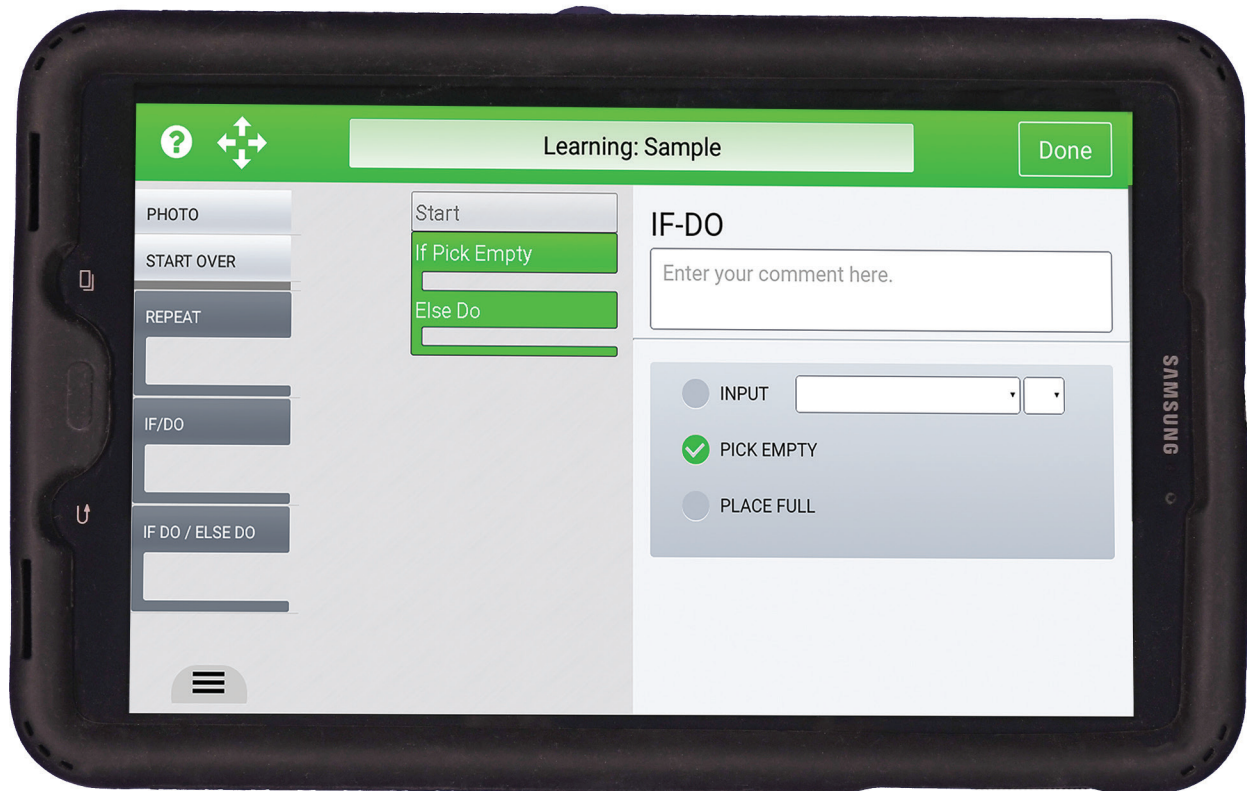 ?
Learning: Sample
Done
PHOTO
START OVER
REPEAT
IF/DO
IF DO / ELSE DO
Start
If Pick Empty
Else Do
IF-DO
Enter your comment here.
INPUT
PICK EMPTY
PLACE FULL
SAMSUNG